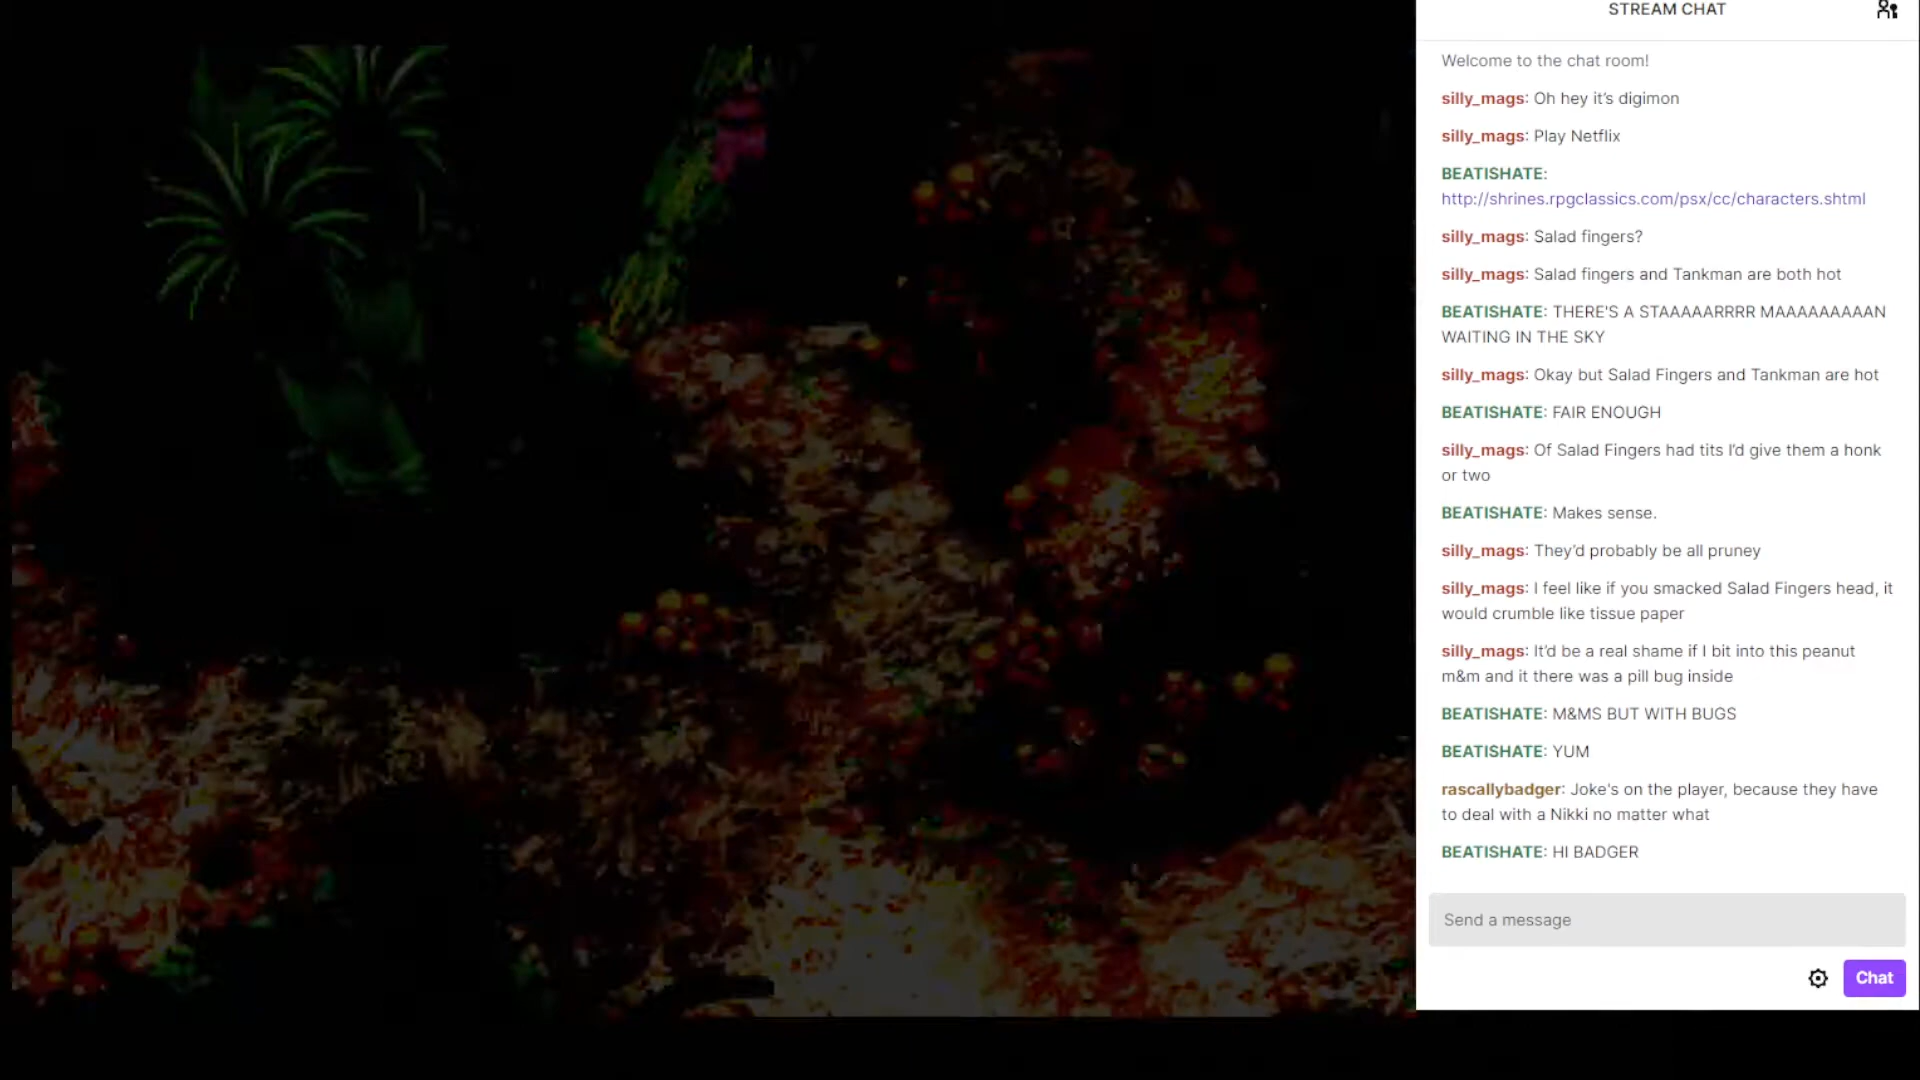 STREAM CHAT
Welcome to the chat room!
silly_mags: Oh hey it’s digimon
silly_mags: Play Netflix
BEATISHATE:
http://shrines.rpgclassics.com/psx/cc/characters.shtml
silly_mags: Salad fingers?
silly_mags: Salad fingers and Tankman are both hot
BEATISHATE: THERE'S A STAAAAARRRR MAAAAAAAAAN
WAITING IN THE SKY
silly_mags: Okay but Salad Fingers and Tankman are hot
BEATISHATE: FAIR ENOUGH
silly_mags: Of Salad Fingers had tits I’d give them a honk
or two
BEATISHATE: Makes sense.
silly_mags: They’d probably be all pruney
silly_mags: I feel like if you smacked Salad Fingers head, it
would crumble like tissue paper
silly_mags: It’d be a real shame if I bit into this peanut
m&m and it there was a pill bug inside
BEATISHATE: M&MS BUT WITH BUGS
BEATISHATE: YUM
rascallybadger: Joke's on the player, because they have
to deal with a Nikki no matter what
BEATISHATE: HI BADGER
Send a message
Chat